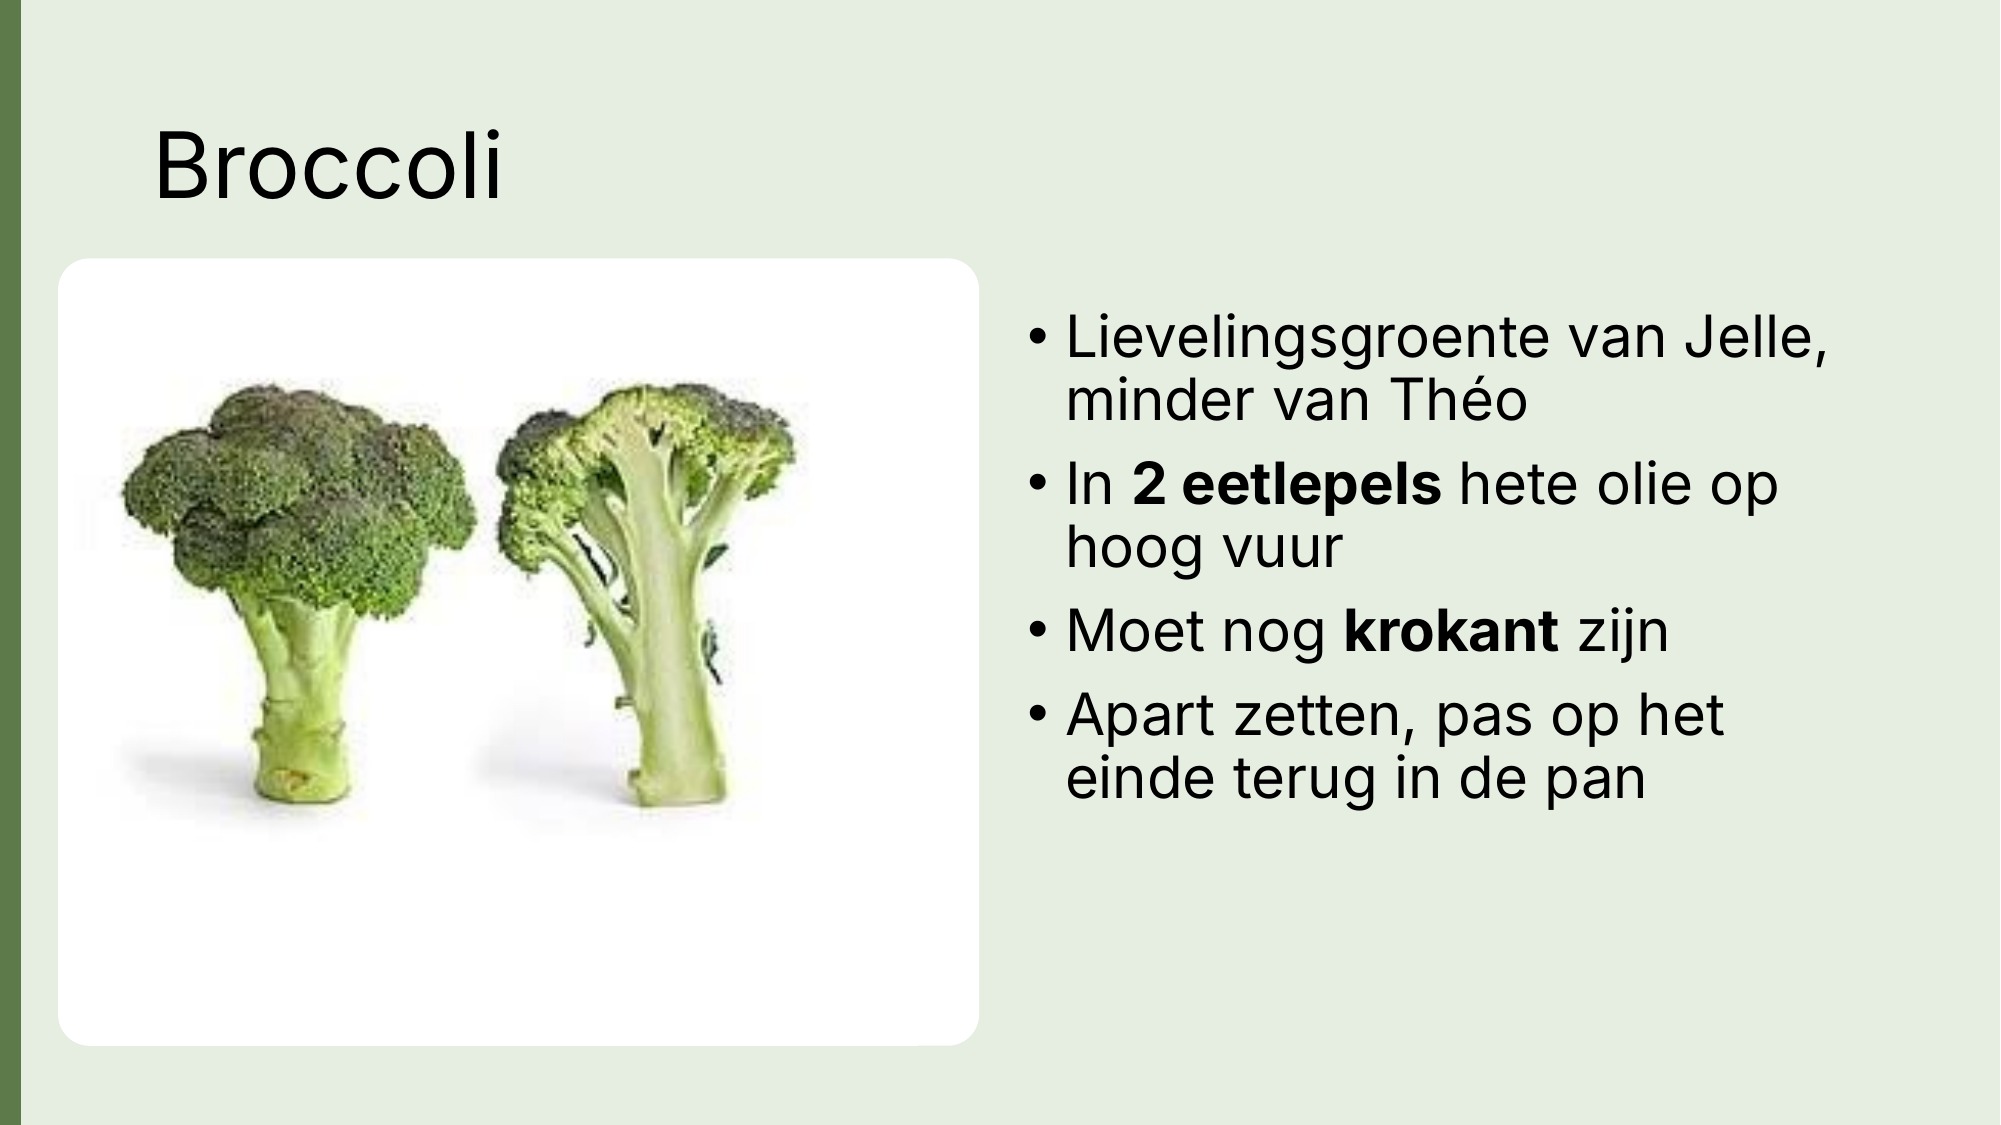 Broccoli
• Lievelingsgroente van Jelle,
minder van Théo
• In 2 eetlepels hete olie op
hoog vuur
• Moet nog krokant zijn
• Apart zetten, pas op het
einde terug in de pan